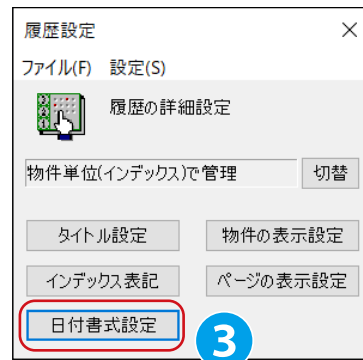 履歴設定
ファイル(F) 設定(S)
履歴の詳細設定
物件単位(インデックス)で管理 切替
タイトル設定 物件の表示設定
インデックス表記 ページの表示設定
日付書式設定
3